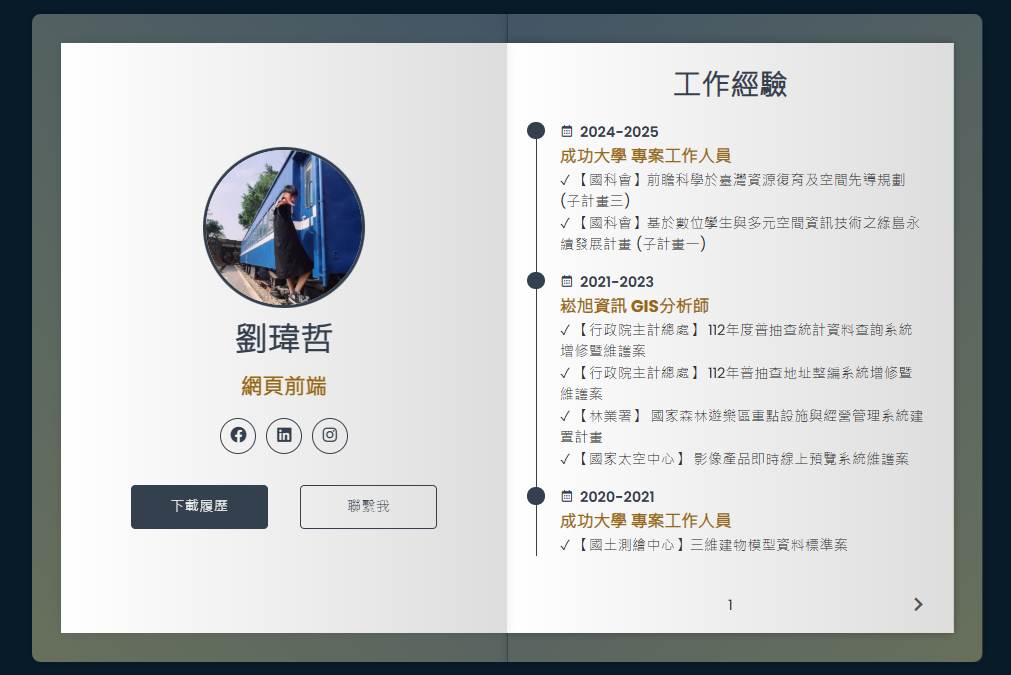 劉瑋哲
網頁前端
下載履歷
聯繫我
工作經驗
2024-2025
成功大學 專案工作人員
✓【國科會】前瞻科學於臺灣資源復育及空間先導規劃
(子計畫三)
✓【國科會】基於數位孿生與多元空間資訊技術之綠島永
續發展計畫 (子計畫一)
2021-2023
崧旭資訊 GIS分析師
✓【行政院主計總處】112年度普抽查統計資料查詢系統
增修暨維護案
✓【行政院主計總處】112年普抽查地址整編系統增修暨
維護案
✓【林業署】 國家森林遊樂區重點設施與經營管理系統建
置計畫
✓【國家太空中心】 影像產品即時線上預覽系統維護案
2020-2021
成功大學 專案工作人員
✓【國土測繪中心】三維建物模型資料標準案
1